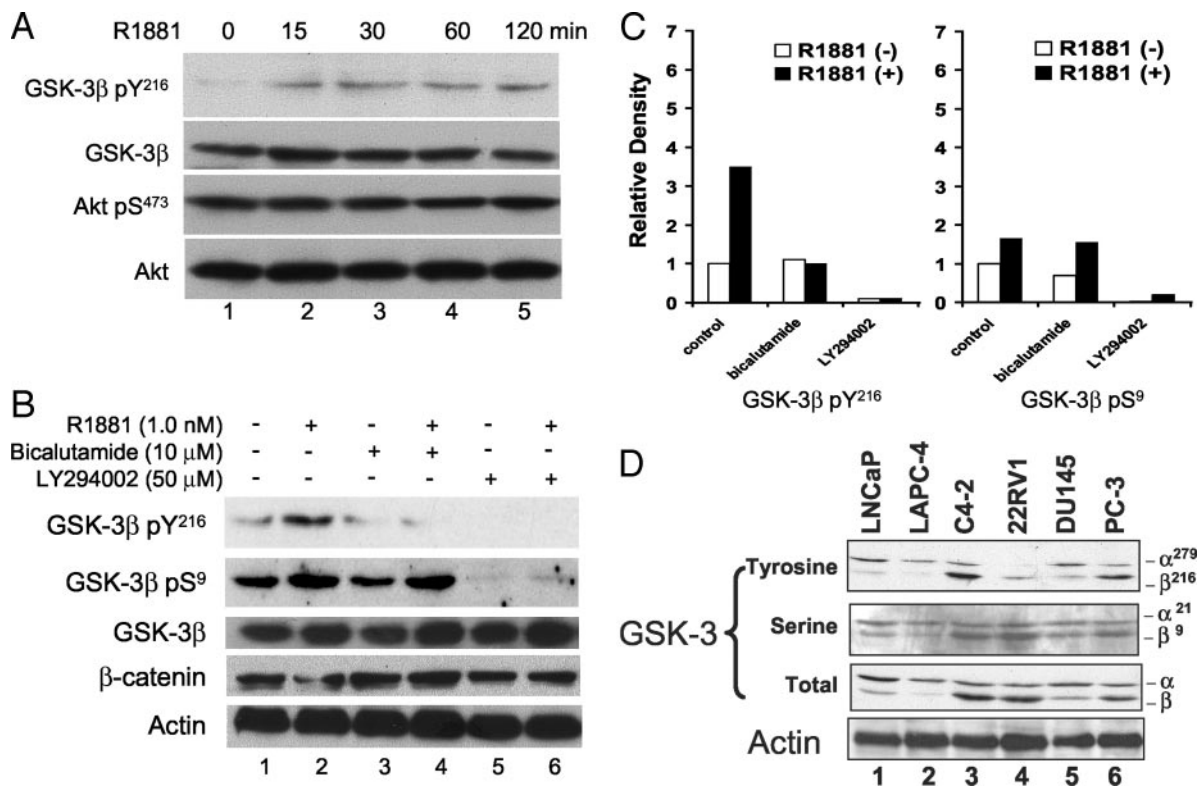 A
R1881 0 15 30 60 120 min
GSK-3β pY²¹⁶
GSK-3β
Akt pS⁴⁷³
Akt
1 2 3 4 5
B
R1881 (1.0 nM) - + - + - +
Bicalutamide (10 μM) - - + + - -
LY294002 (50 μM) - - - - + +
GSK-3β pY²¹⁶
GSK-3β pS⁹
GSK-3β
β-catenin
Actin
1 2 3 4 5 6
C
Relative Density
7
6
5
4
3
2
1
0
R1881 (-)
R1881 (+)
control
bicalutamide
LY294002
GSK-3β pY²¹⁶
7
6
5
4
3
2
1
0
R1881 (-)
R1881 (+)
control
bicalutamide
LY294002
GSK-3β pS⁹
D
LNCaP
LAPC-4
C4-2
22RV1
DU145
PC-3
GSK-3
Tyrosine
α²⁷⁹
β²¹⁶
Serine
α²¹
β⁹
Total
α
β
Actin
1 2 3 4 5 6